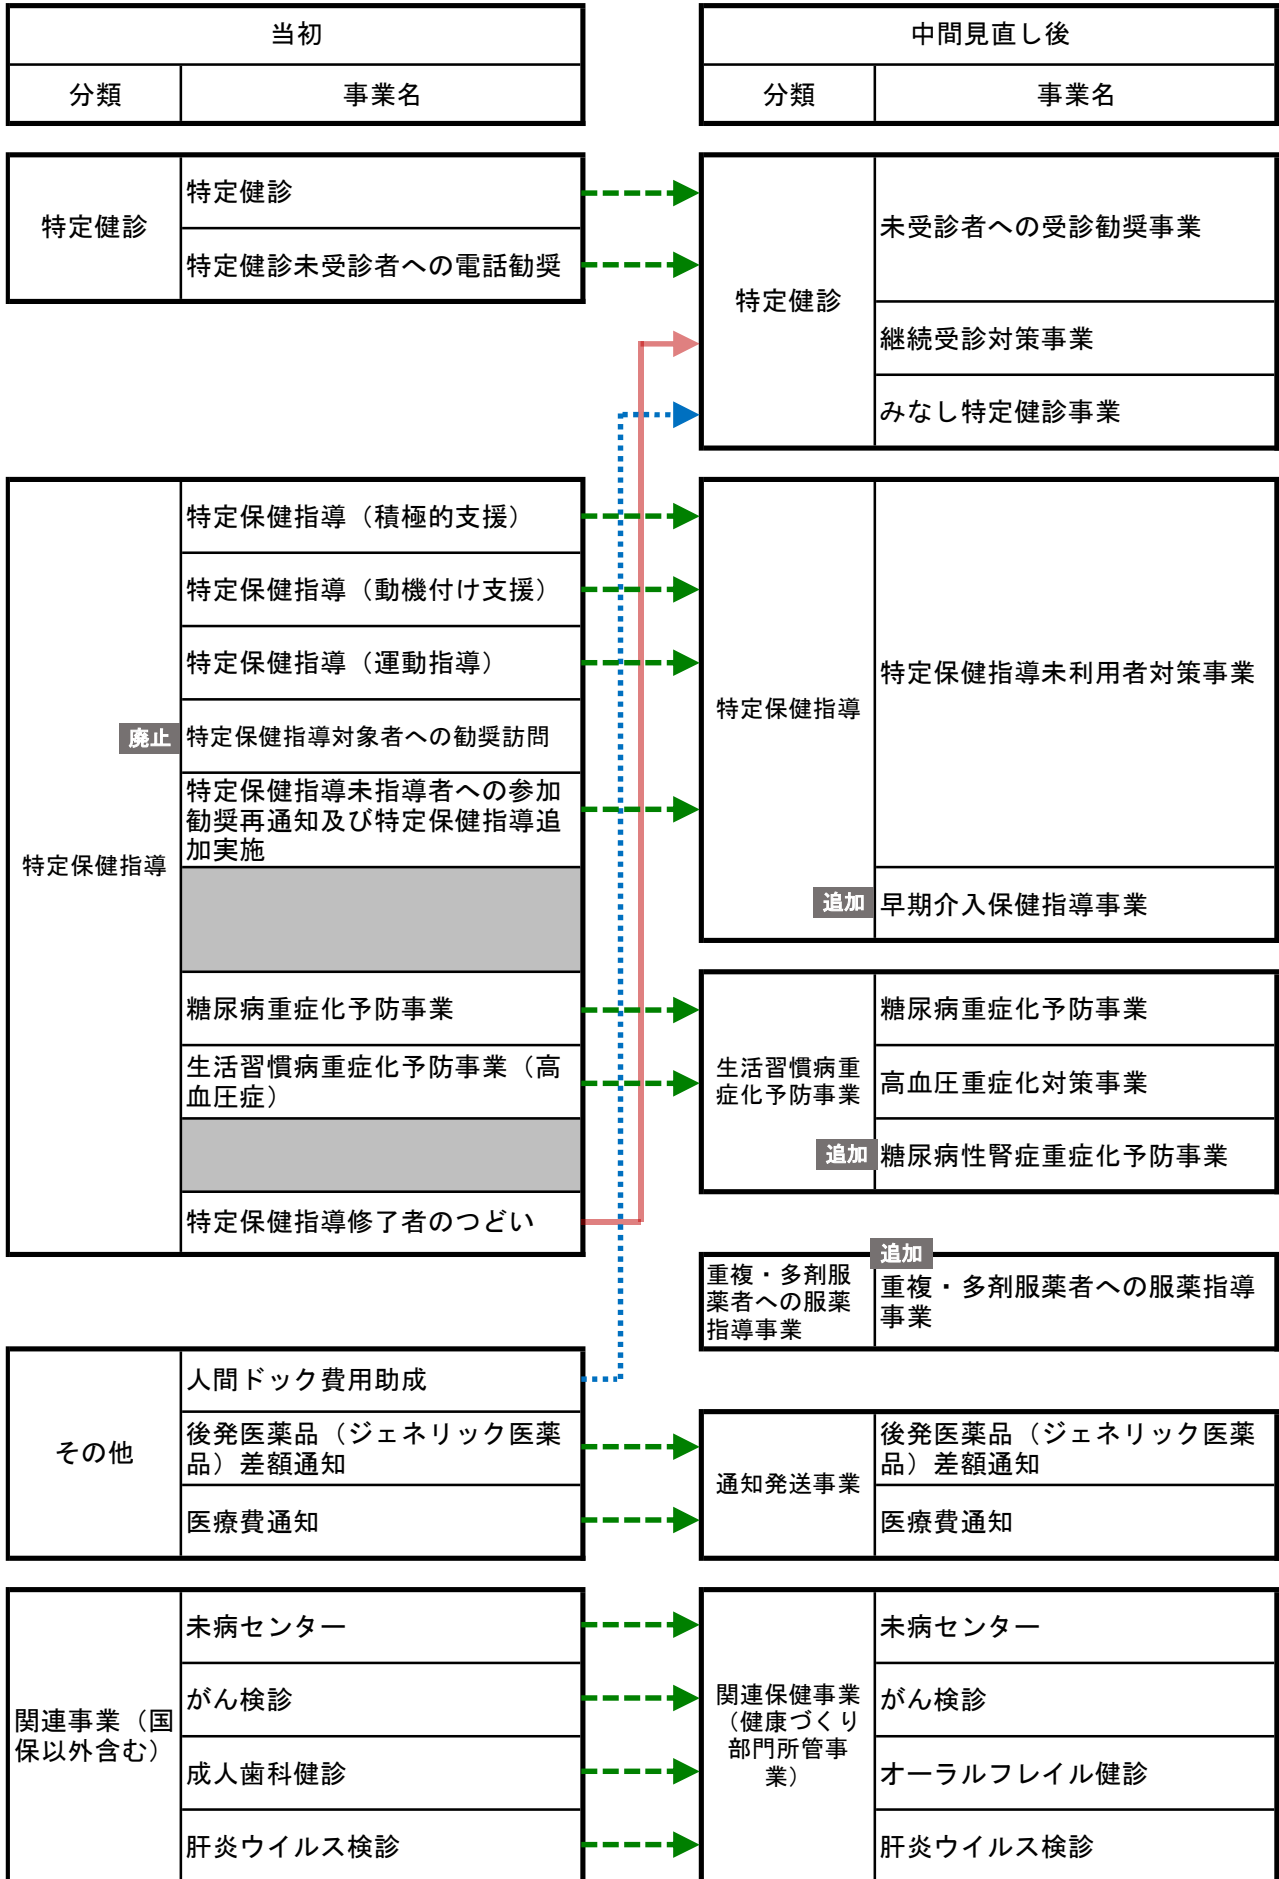 当初
分類
事業名
中間見直し後
分類
事業名
特定健診
特定健診
特定健診未受診者への電話勧奨
特定健診
未受診者への受診勧奨事業
継続受診対策事業
みなし特定健診事業
特定保健指導
特定保健指導（積極的支援）
特定保健指導（動機付け支援）
特定保健指導（運動指導）
廃止
特定保健指導対象者への勧奨訪問
特定保健指導未指導者への参加
勧奨再通知及び特定保健指導追
加実施
糖尿病重症化予防事業
生活習慣病重症化予防事業（高
血圧症）
特定保健指導修了者のつどい
特定保健指導
特定保健指導未利用者対策事業
追加
早期介入保健指導事業
生活習慣病重
症化予防事業
糖尿病重症化予防事業
高血圧重症化対策事業
追加
糖尿病性腎症重症化予防事業
重複・多剤服
薬者への服薬
指導事業
追加
重複・多剤服薬者への服薬指導
事業
その他
人間ドック費用助成
後発医薬品（ジェネリック医薬
品）差額通知
医療費通知
通知発送事業
後発医薬品（ジェネリック医薬
品）差額通知
医療費通知
関連事業（国
保以外含む）
未病センター
がん検診
成人歯科健診
肝炎ウイルス検診
関連保健事業
（健康づくり
部門所管事
業）
未病センター
がん検診
オーラルフレイル健診
肝炎ウイルス検診